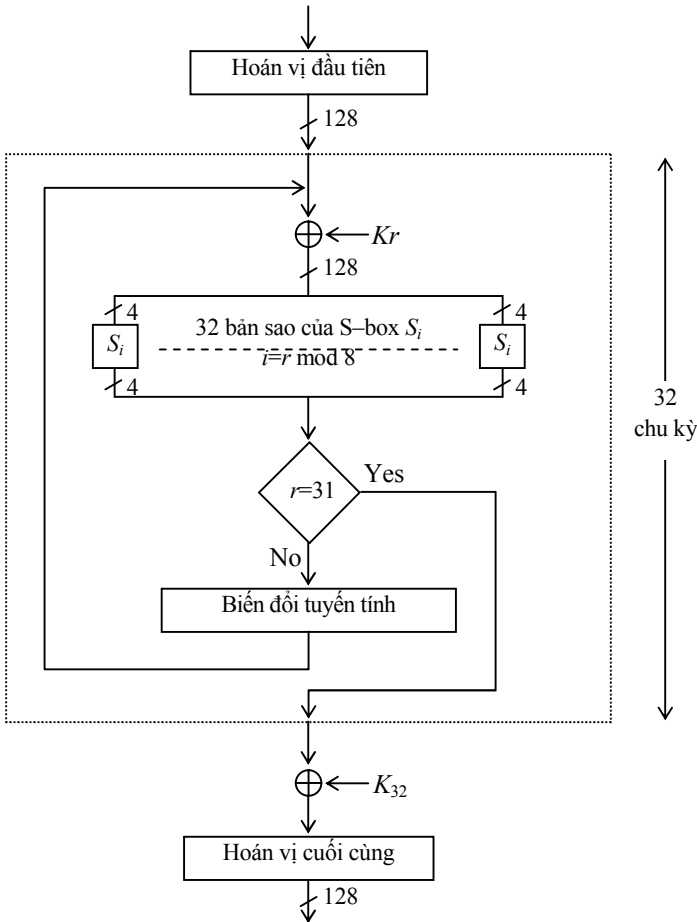 Hoán vị đầu tiên
128
Kr
128
4
4
32 bản sao của S–box Si
Si
Si
i=r mod 8
4
4
32
chu kỳ
Yes
r=31
No
Biến đổi tuyến tính
K32
Hoán vị cuối cùng
128